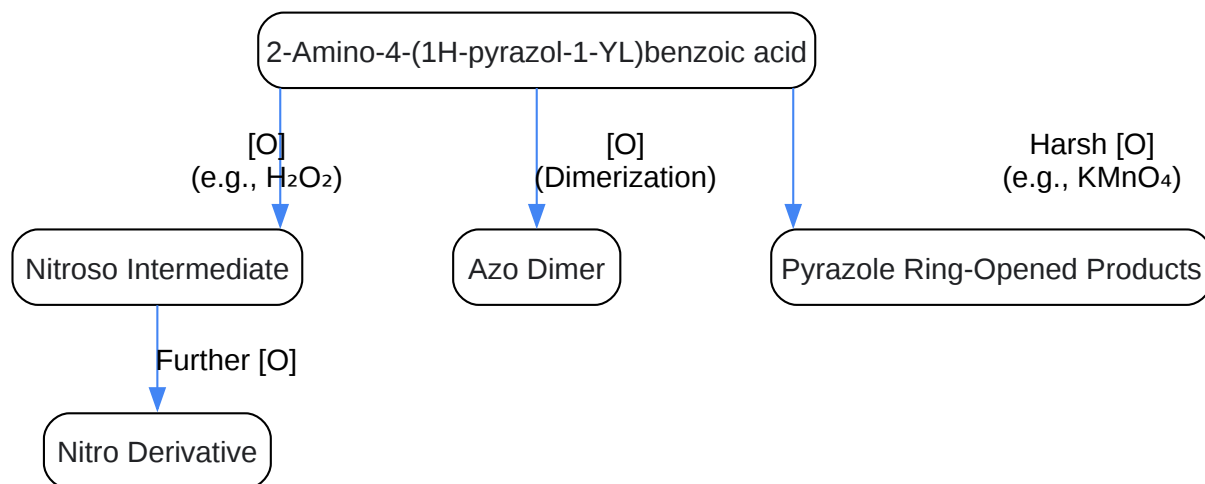 2-Amino-4-(1H-pyrazol-1-YL)benzoic acid
[O]
(e.g., H₂O₂)
[O]
(Dimerization)
Harsh [O]
(e.g., KMnO₄)
Nitroso Intermediate
Azo Dimer
Pyrazole Ring-Opened Products
Further [O]
Nitro Derivative